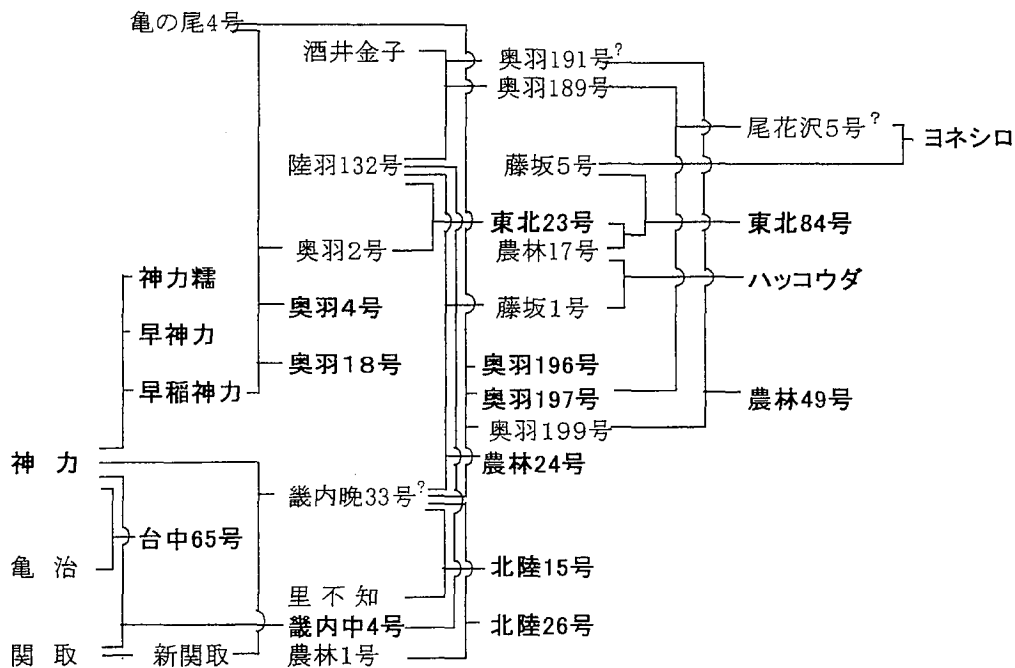 亀の尾4号
酒井金子
奥羽191号?
奥羽189号
尾花沢5号?
ヨネシロ
陸羽132号
藤坂5号
東北23号
東北84号
奥羽2号
農林17号
神力糯
ハッコウダ
奥羽4号
藤坂1号
早神力
奥羽18号
奥羽196号
早稲神力
奥羽197号
農林49号
奥羽199号
神力
農林24号
畿内晩33号?
台中65号
亀治
北陸15号
里不知
畿内中4号
北陸26号
関取
新関取
農林1号